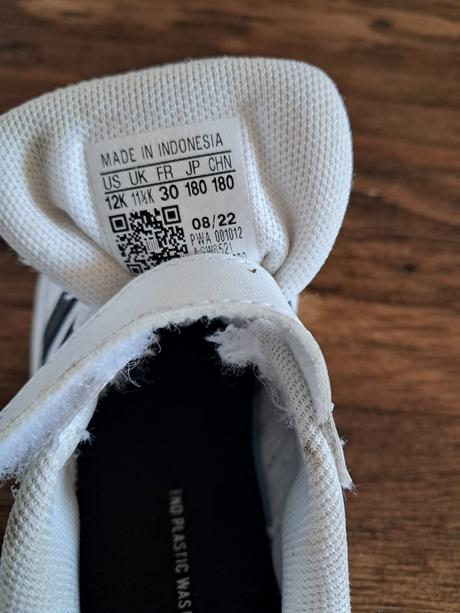 MADE IN INDONESIA
US UK FR JP CHN
12K 11½K 30 180 180
08/22
PWA 001012
END PLASTIC WAS